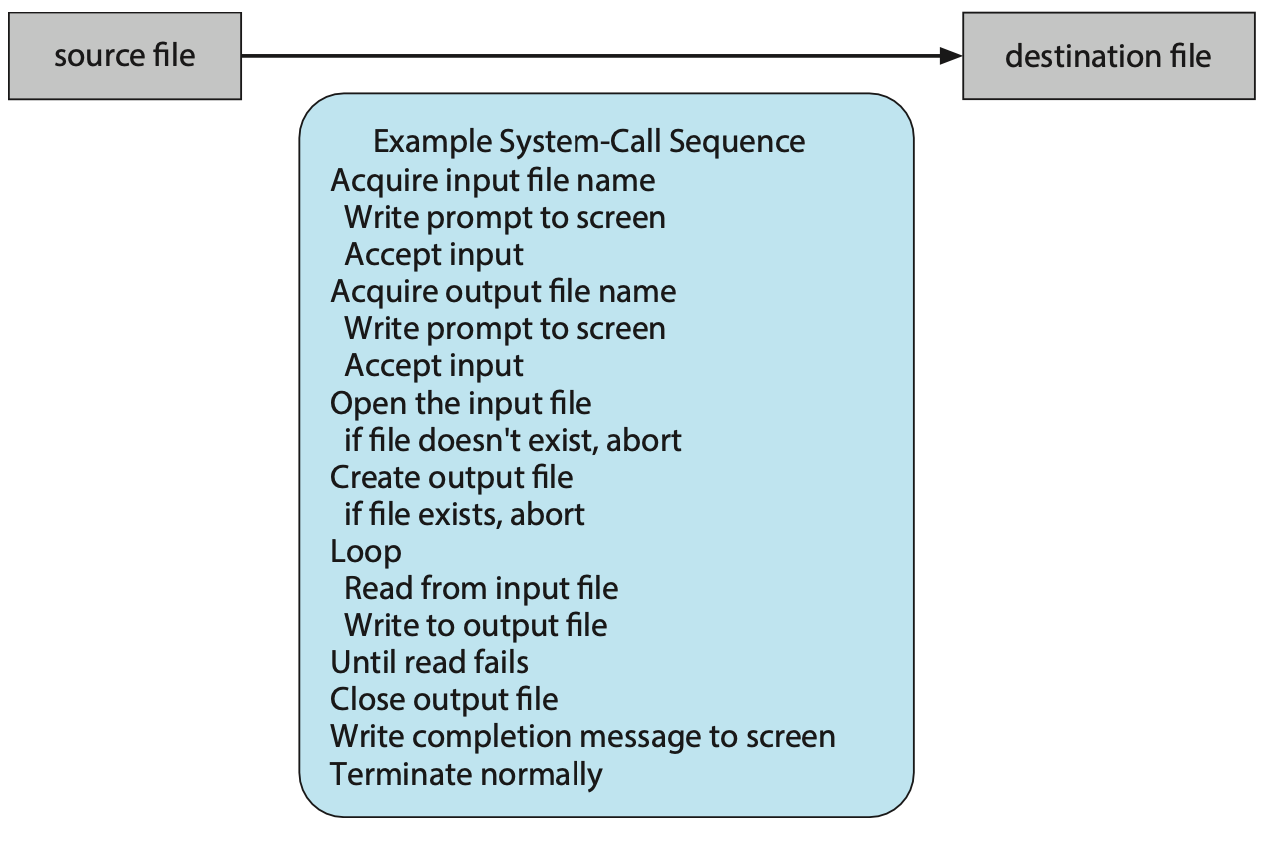 source file
destination file
Example System-Call Sequence
Acquire input file name
Write prompt to screen
Accept input
Acquire output file name
Write prompt to screen
Accept input
Open the input file
if file doesn't exist, abort
Create output file
if file exists, abort
Loop
Read from input file
Write to output file
Until read fails
Close output file
Write completion message to screen
Terminate normally